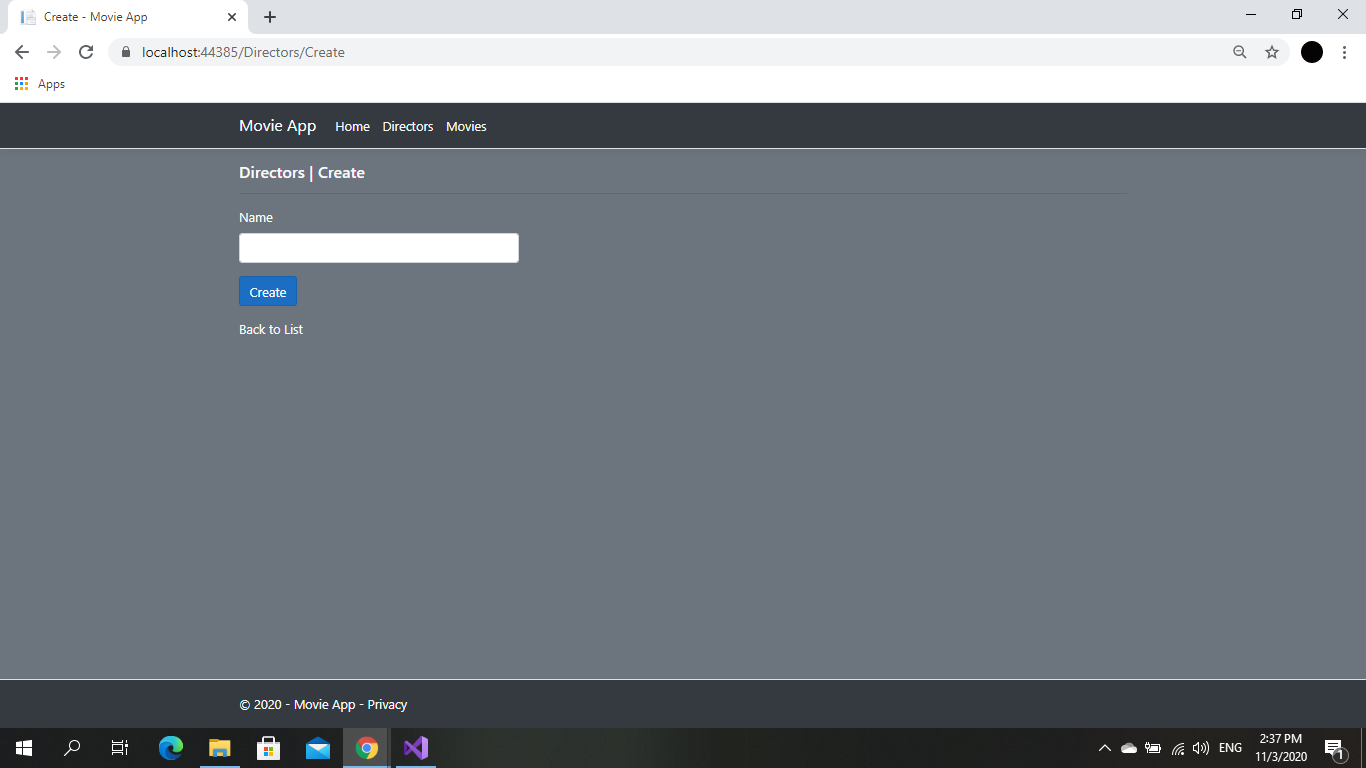 Create - Movie App
localhost:44385/Directors/Create
Apps
Movie App Home Directors Movies
Directors | Create
Name
Create
Back to List
© 2020 - Movie App - Privacy
ENG
2:37 PM
11/3/2020
1